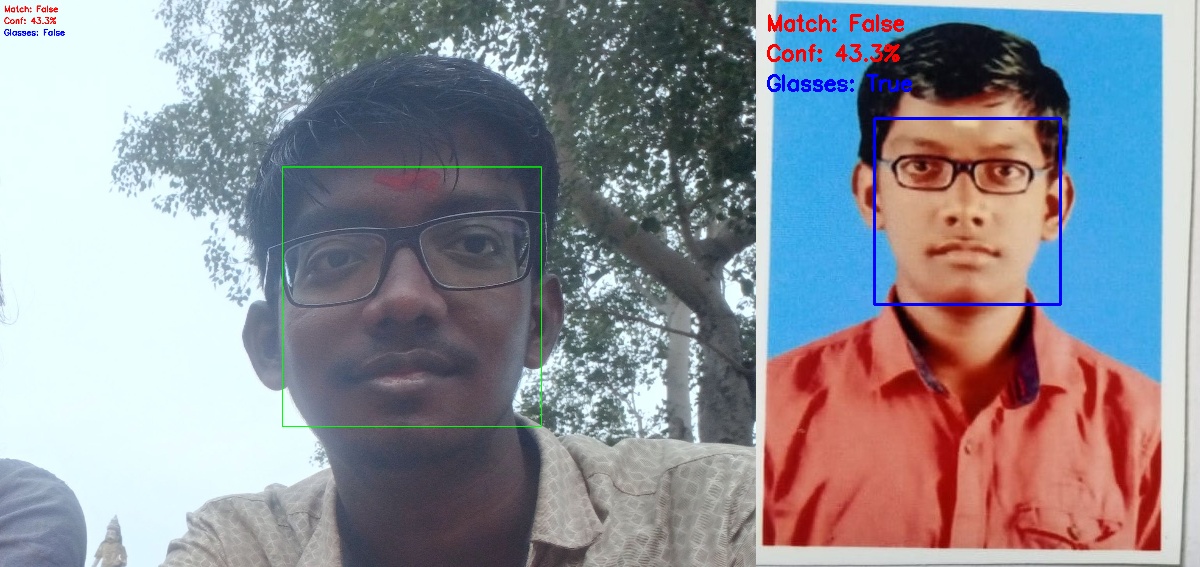 Match: False
Conf: 43.3%
Glasses: False
Match: False
Conf: 43.3%
Glasses: True